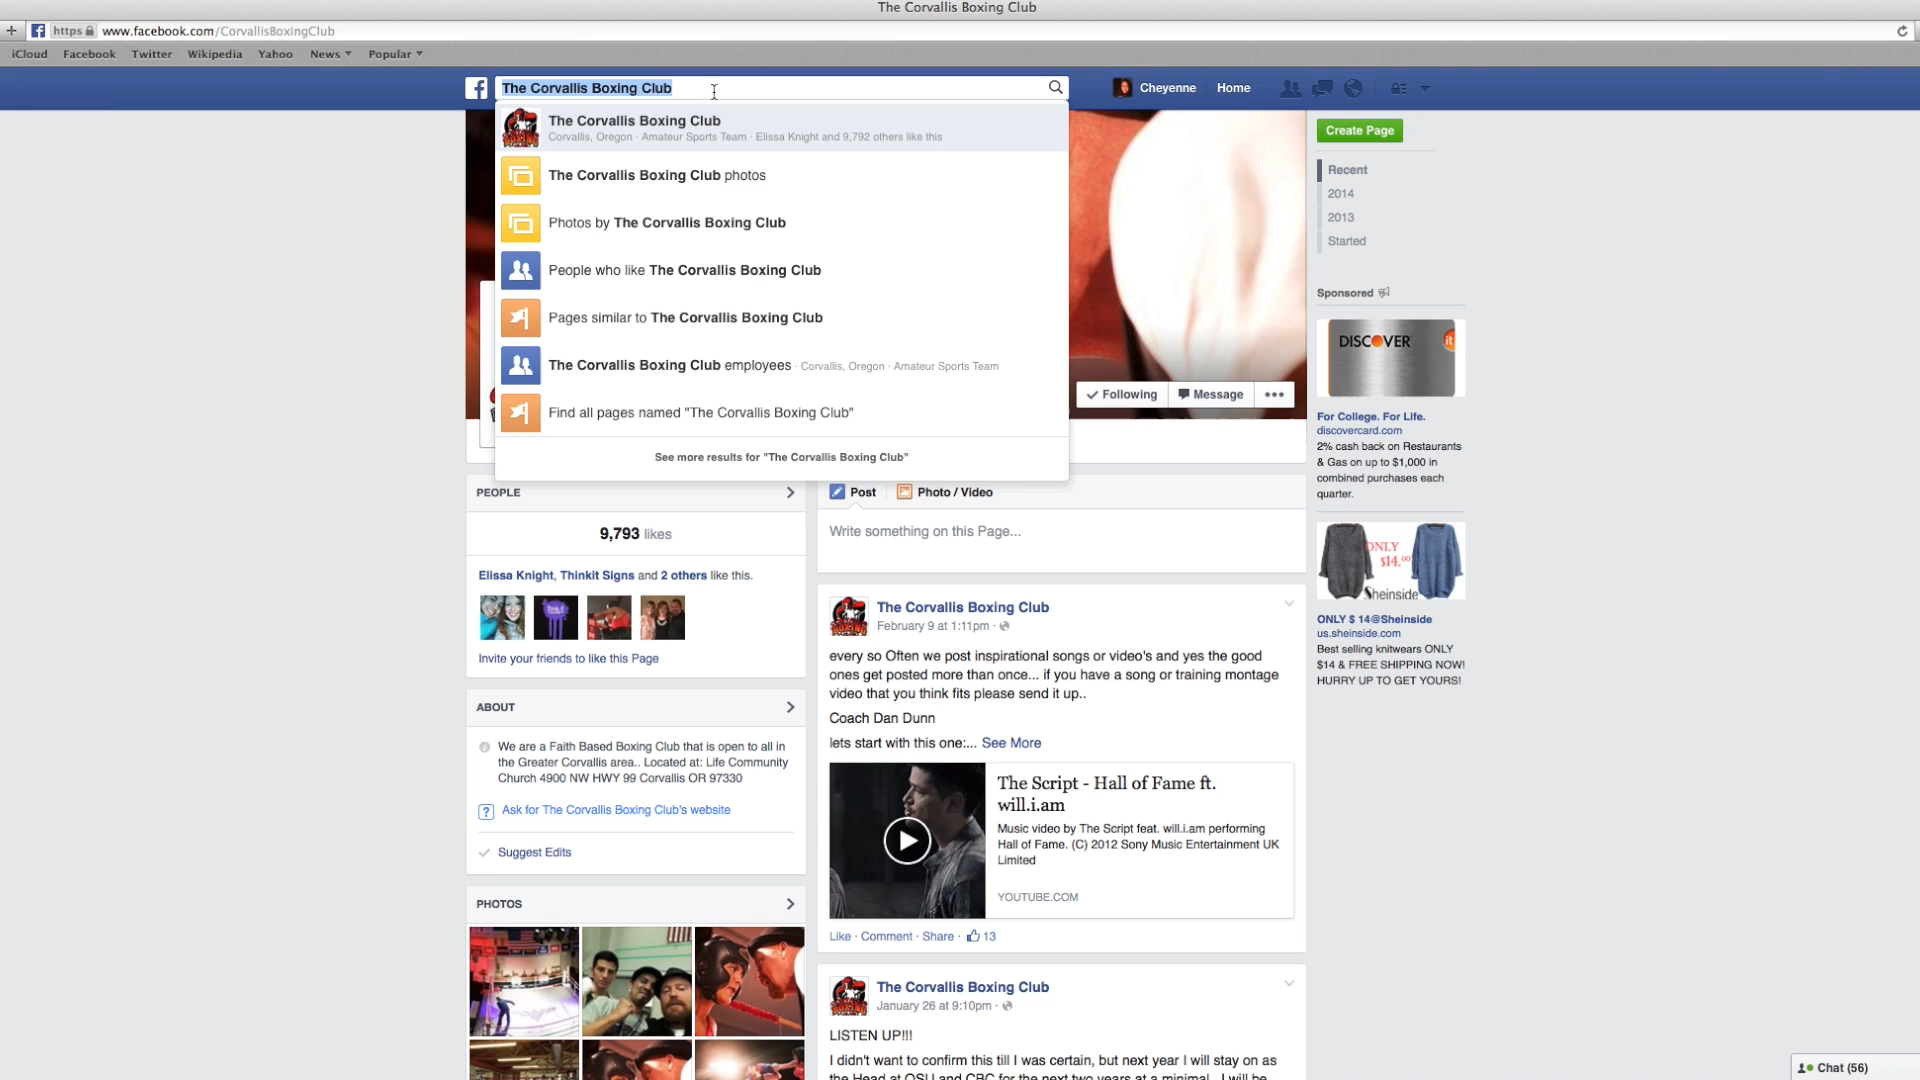 The Corvallis Boxing Club
https www.facebook.com/CorvallisBoxingClub
iCloud Facebook Twitter Wikipedia Yahoo News Popular
The Corvallis Boxing Club
Cheyenne Home
The Corvallis Boxing Club
Corvallis, Oregon · Amateur Sports Team · Elissa Knight and 9,792 others like this
The Corvallis Boxing Club photos
Photos by The Corvallis Boxing Club
People who like The Corvallis Boxing Club
Pages similar to The Corvallis Boxing Club
The Corvallis Boxing Club employees · Corvallis, Oregon · Amateur Sports Team
Find all pages named "The Corvallis Boxing Club"
See more results for "The Corvallis Boxing Club"
Following Message
Create Page
Recent
2014
2013
Started
Sponsored
DISCOVER it
For College. For Life.
discovercard.com
2% cash back on Restaurants
& Gas on up to $1,000 in
combined purchases each
quarter.
ONLY
$14.00
Sheinside
ONLY $ 14@Sheinside
us.sheinside.com
Best selling knitwears ONLY
$14 & FREE SHIPPING NOW!
HURRY UP TO GET YOURS!
PEOPLE
9,793 likes
Elissa Knight, Thinkit Signs and 2 others like this.
Invite your friends to like this Page
ABOUT
We are a Faith Based Boxing Club that is open to all in
the Greater Corvallis area.. Located at: Life Community
Church 4900 NW HWY 99 Corvallis OR 97330
Ask for The Corvallis Boxing Club's website
Suggest Edits
PHOTOS
Post Photo / Video
Write something on this Page...
The Corvallis Boxing Club
February 9 at 1:11pm ·
every so Often we post inspirational songs or video's and yes the good
ones get posted more than once... if you have a song or training montage
video that you think fits please send it up..
Coach Dan Dunn
lets start with this one:... See More
The Script - Hall of Fame ft.
will.i.am
Music video by The Script feat. will.i.am performing
Hall of Fame. (C) 2012 Sony Music Entertainment UK
Limited
YOUTUBE.COM
Like · Comment · Share · 13
The Corvallis Boxing Club
January 26 at 9:10pm ·
LISTEN UP!!!
I didn't want to confirm this till I was certain, but next year I will stay on as
the Head at OSU and CBC for the next two years at a minimal. I will be
Chat (56)